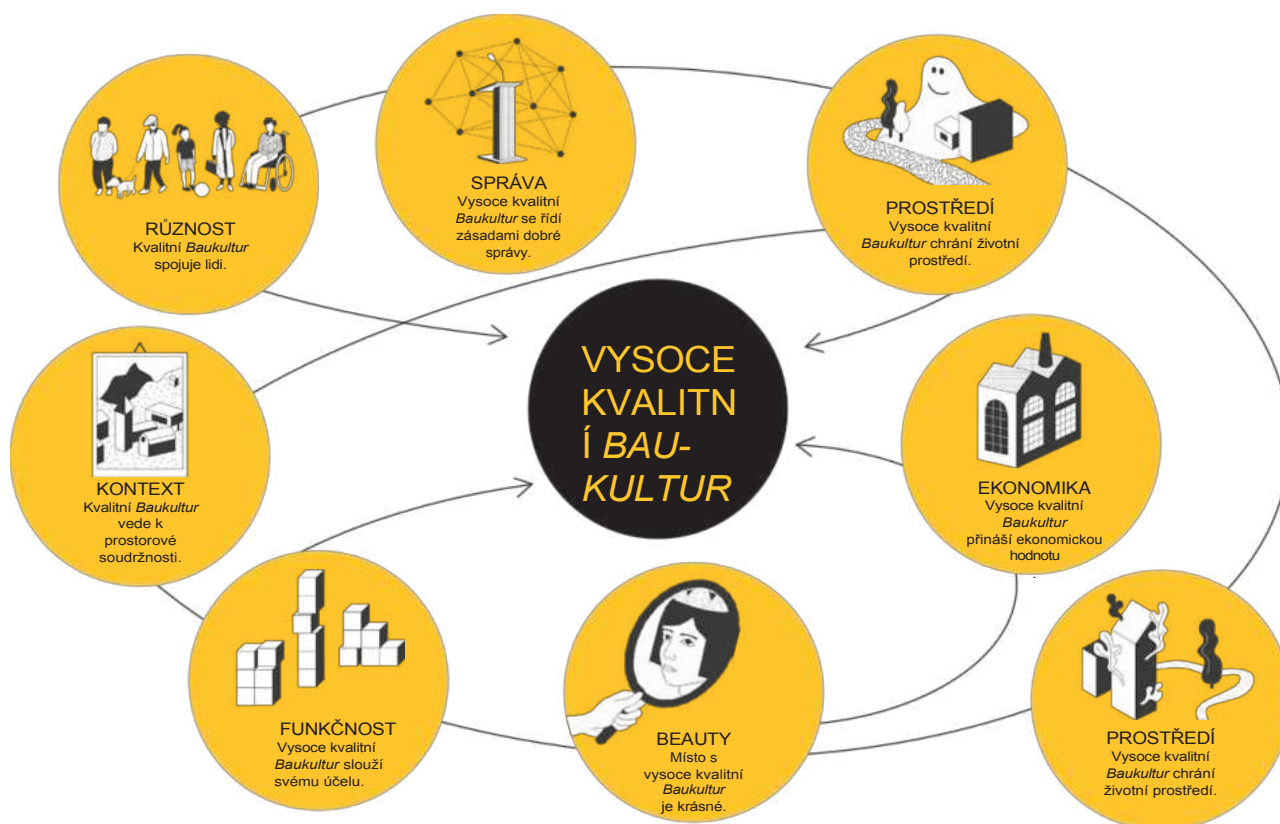 SPRÁVA
Vysoce kvalitní
Baukultur se řídí
zásadami dobré
správy.
PROSTŘEDÍ
Vysoce kvalitní
Baukultur chrání životní
prostředí.
RŮZNOST
Kvalitní Baukultur
spojuje lidi.
VYSOCE
KVALITN
Í BAU-
KULTUR
KONTEXT
Kvalitní Baukultur
vede k
prostorové
soudržnosti.
EKONOMIKA
Vysoce kvalitní
Baukultur
přináší ekonomickou
hodnotu
.
FUNKČNOST
Vysoce kvalitní
Baukultur slouží
svému účelu.
BEAUTY
Místo s
vysoce kvalitní
Baukultur
je krásné.
PROSTŘEDÍ
Vysoce kvalitní
Baukultur chrání
životní prostředí.